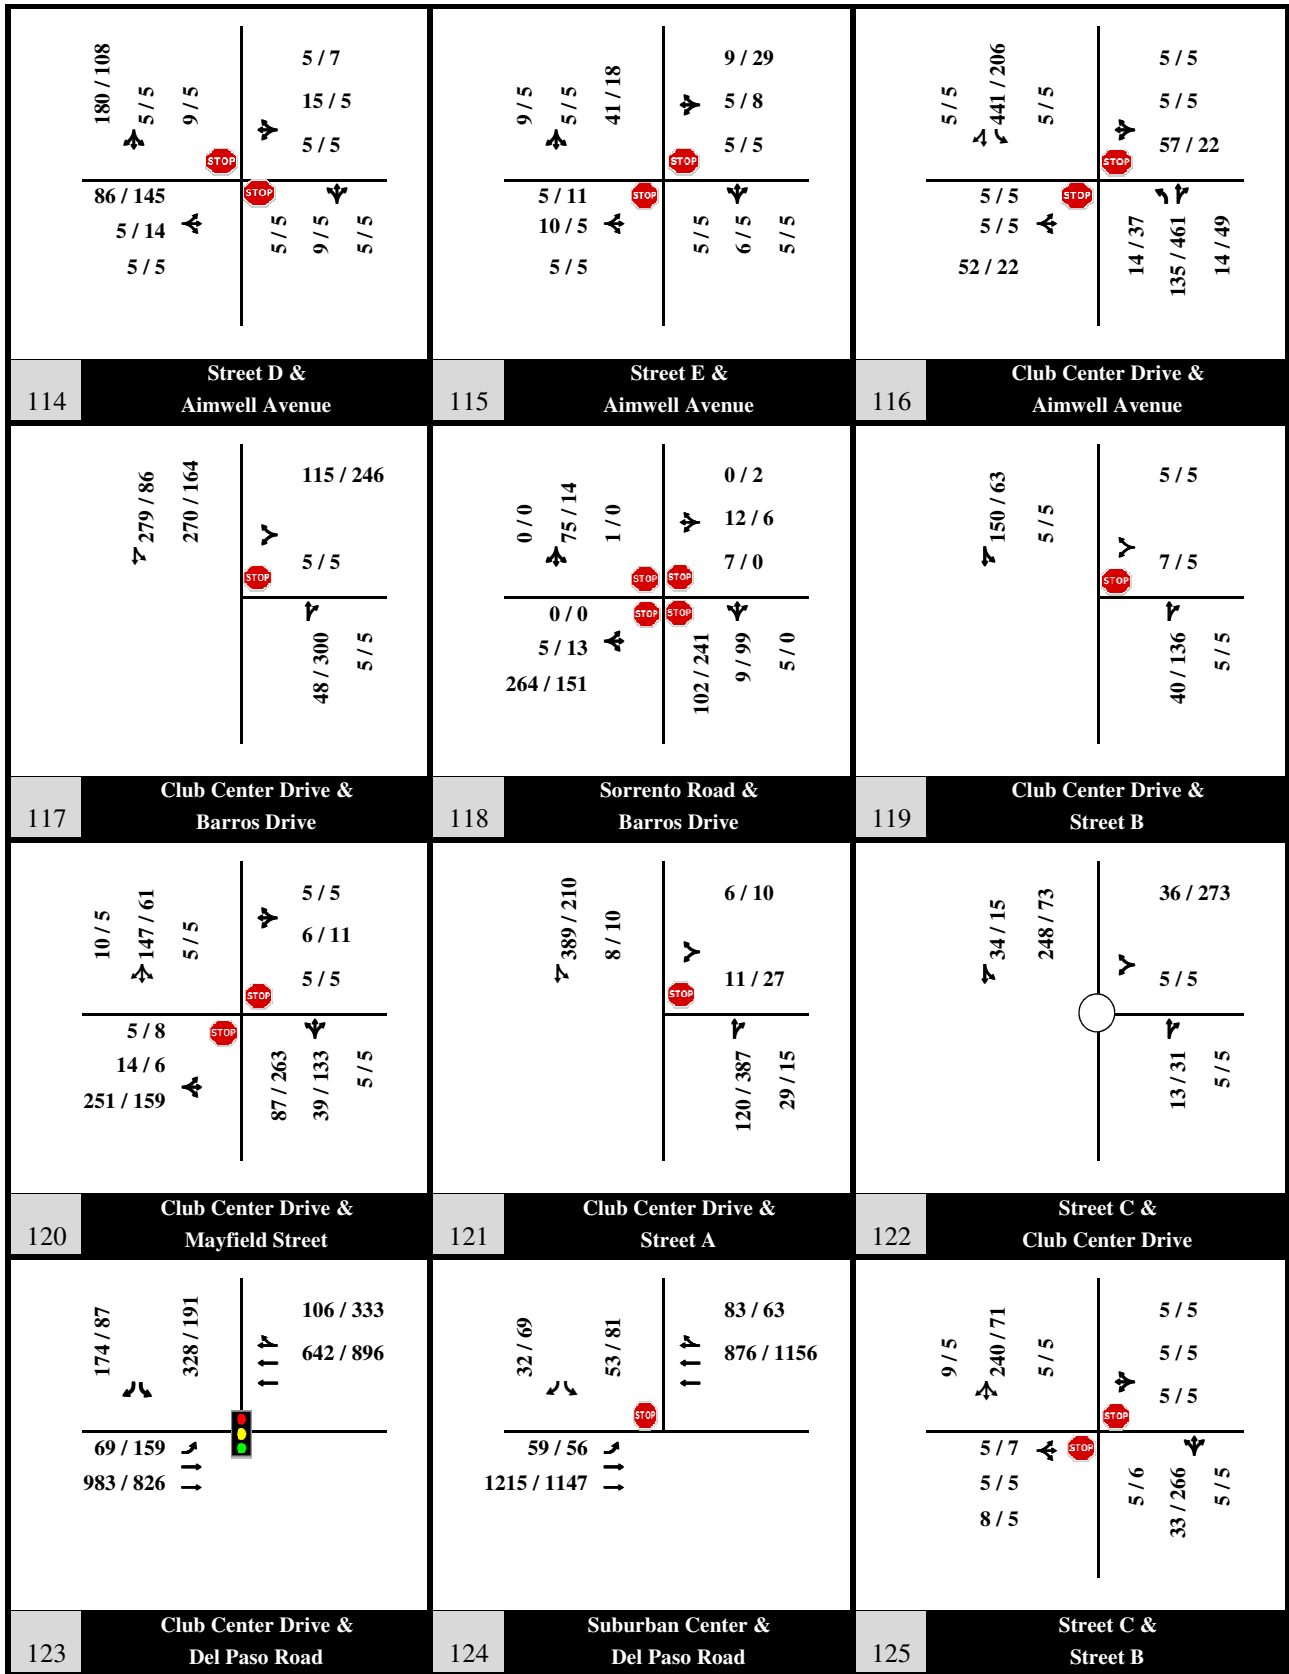 180 / 108
5 / 5
9 / 5
5 / 7
15 / 5
5 / 5
STOP
STOP
86 / 145
5 / 14
5 / 5
5 / 5
9 / 5
5 / 5
114
Street D &
Aimwell Avenue
9 / 5
5 / 5
41 / 18
9 / 29
5 / 8
5 / 5
STOP
STOP
5 / 11
10 / 5
5 / 5
5 / 5
6 / 5
5 / 5
115
Street E &
Aimwell Avenue
5 / 5
441 / 206
5 / 5
5 / 5
5 / 5
57 / 22
STOP
STOP
5 / 5
5 / 5
52 / 22
14 / 37
135 / 461
14 / 49
116
Club Center Drive &
Aimwell Avenue
279 / 86
270 / 164
115 / 246
5 / 5
STOP
48 / 300
5 / 5
117
Club Center Drive &
Barros Drive
0 / 0
75 / 14
1 / 0
0 / 2
12 / 6
7 / 0
STOP
STOP
STOP
STOP
0 / 0
5 / 13
264 / 151
102 / 241
9 / 99
5 / 0
118
Sorrento Road &
Barros Drive
150 / 63
5 / 5
5 / 5
7 / 5
STOP
40 / 136
5 / 5
119
Club Center Drive &
Street B
10 / 5
147 / 61
5 / 5
5 / 5
6 / 11
5 / 5
STOP
STOP
5 / 8
14 / 6
251 / 159
87 / 263
39 / 133
5 / 5
120
Club Center Drive &
Mayfield Street
389 / 210
8 / 10
6 / 10
11 / 27
STOP
120 / 387
29 / 15
121
Club Center Drive &
Street A
34 / 15
248 / 73
36 / 273
5 / 5
13 / 31
5 / 5
122
Street C &
Club Center Drive
174 / 87
328 / 191
106 / 333
642 / 896
69 / 159
983 / 826
123
Club Center Drive &
Del Paso Road
32 / 69
53 / 81
83 / 63
876 / 1156
STOP
59 / 56
1215 / 1147
124
Suburban Center &
Del Paso Road
9 / 5
240 / 71
5 / 5
5 / 5
5 / 5
5 / 5
STOP
STOP
5 / 7
5 / 5
8 / 5
5 / 6
33 / 266
5 / 5
125
Street C &
Street B